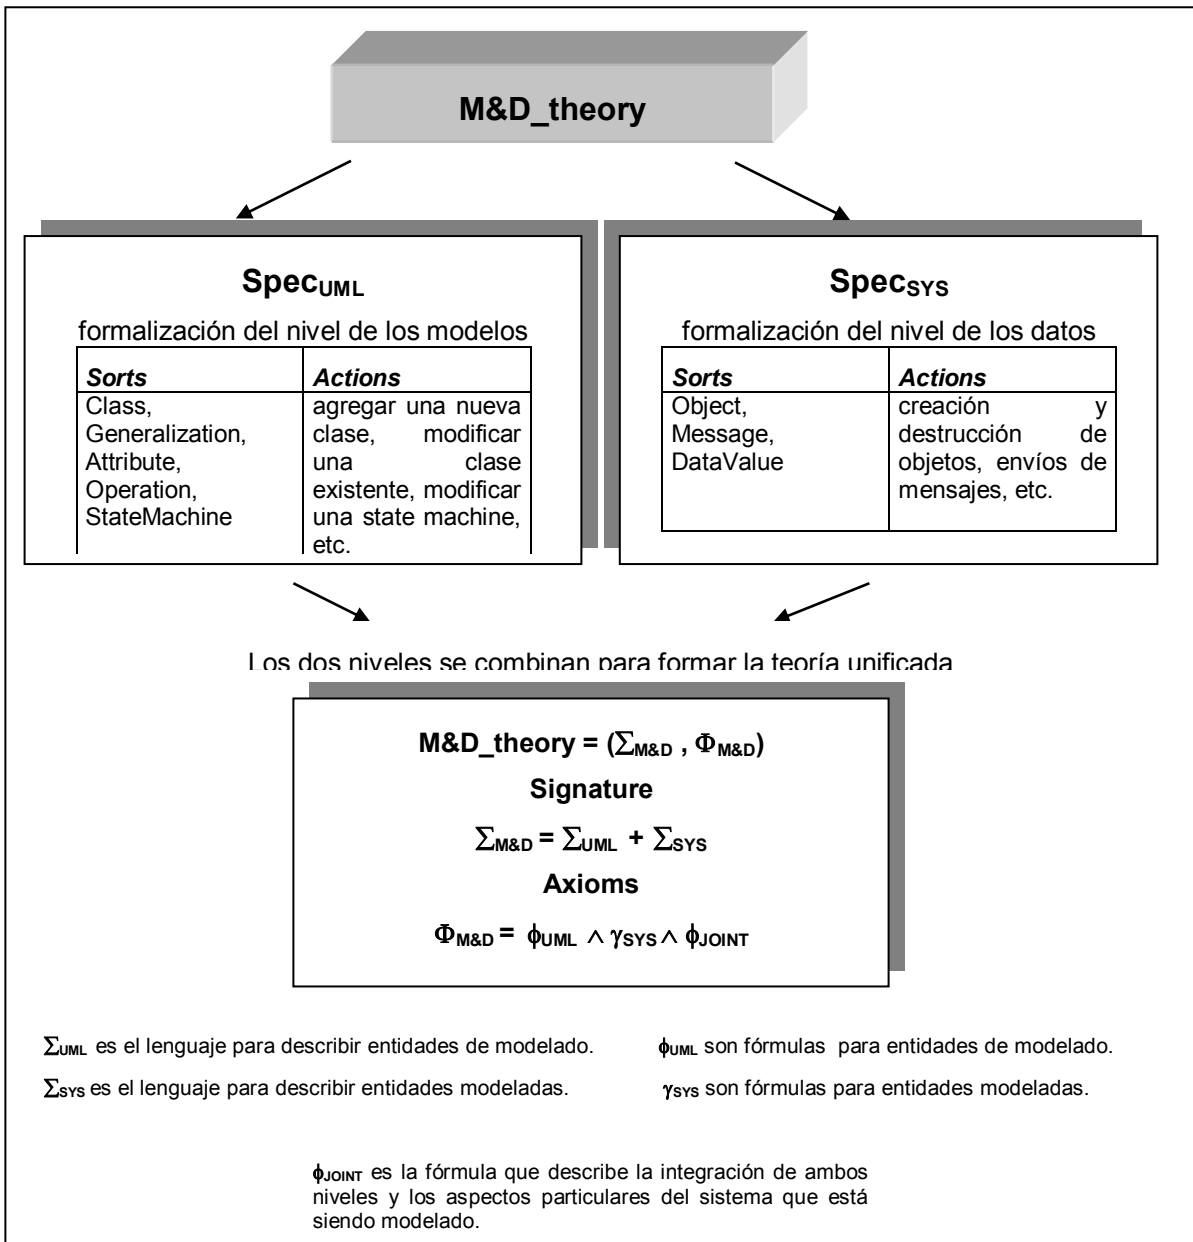 M&D_theory
Spec_UML
formalización del nivel de los modelos
Sorts
Actions
Class,
Generalization,
Attribute,
Operation,
StateMachine
agregar una nueva
clase, modificar
una clase
existente, modificar
una state machine,
etc.
Spec_SYS
formalización del nivel de los datos
Sorts
Actions
Object,
Message,
DataValue
creación y
destrucción de
objetos, envíos de
mensajes, etc.
Los dos niveles se combinan para formar la teoría unificada
M&D_theory = (Σ_M&D , Φ_M&D)
Signature
Σ_M&D = Σ_UML + Σ_SYS
Axioms
Φ_M&D = ϕ_UML ∧ γ_SYS ∧ ϕ_JOINT
Σ_UML es el lenguaje para describir entidades de modelado.
ϕ_UML son fórmulas para entidades de modelado.
Σ_SYS es el lenguaje para describir entidades modeladas.
γ_SYS son fórmulas para entidades modeladas.
ϕ_JOINT es la fórmula que describe la integración de ambos
niveles y los aspectos particulares del sistema que está
siendo modelado.